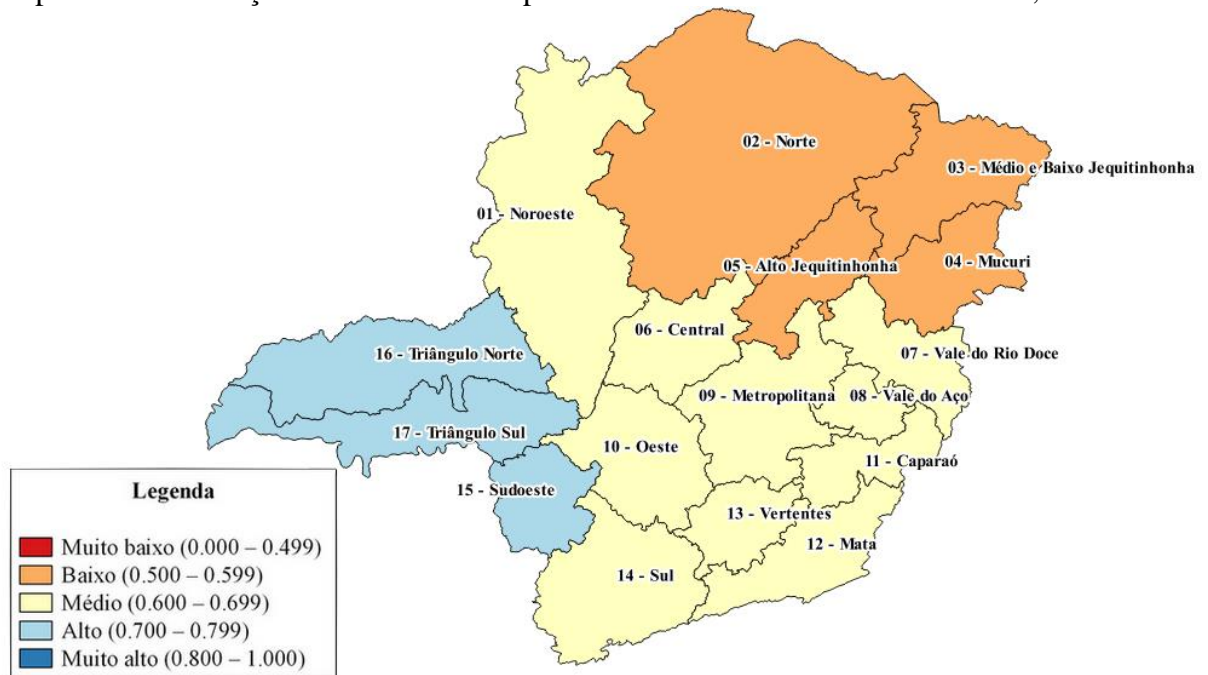 02 - Norte
03 - Médio e Baixo Jequitinhonha
01 - Noroeste
04 - Mucuri
05 - Alto Jequitinhonha
06 - Central
16 - Triângulo Norte
07 - Vale do Rio Doce
09 - Metropolitana
08 - Vale do Aço
17 - Triângulo Sul
10 - Oeste
11 - Caparaó
15 - Sudoeste
13 - Vertentes
12 - Mata
14 - Sul
Legenda
Muito baixo (0.000 – 0.499)
Baixo (0.500 – 0.599)
Médio (0.600 – 0.699)
Alto (0.700 – 0.799)
Muito alto (0.800 – 1.000)